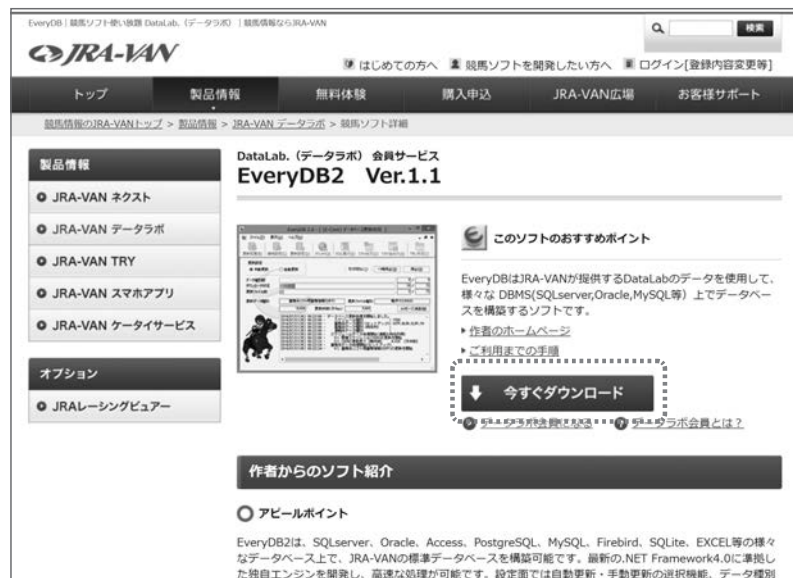 EveryDB｜競馬ソフト使い放題 DataLab.（データラボ）｜競馬情報ならJRA-VAN
検索
JRA-VAN
はじめての方へ 競馬ソフトを開発したい方へ ログイン[登録内容変更等]
トップ 製品情報 無料体験 購入申込 JRA-VAN広場 お客様サポート
競馬情報のJRA-VANトップ > 製品情報 > JRA-VAN データラボ > 競馬ソフト詳細
製品情報
JRA-VAN ネクスト
JRA-VAN データラボ
JRA-VAN TRY
JRA-VAN スマホアプリ
JRA-VAN ケータイサービス
オプション
JRAレーシングビュアー
DataLab.（データラボ）会員サービス
EveryDB2 Ver.1.1
このソフトのおすすめポイント
EveryDBはJRA-VANが提供するDataLabのデータを使用して、
様々な DBMS(SQLserver,Oracle,MySQL等）上でデータベー
スを構築するソフトです。
作者のホームページ
ご利用までの手順
今すぐダウンロード
データラボ会員になる データラボ会員とは？
作者からのソフト紹介
アピールポイント
EveryDB2は、SQLserver、Oracle、Access、PostgreSQL、MySQL、Firebird、SQLite、EXCEL等の様々
なデータベース上で、JRA-VANの標準データベースを構築可能です。最新の.NET Framework4.0に準拠し
た独自エンジンを開発し、高速な処理が可能です。設定面では自動更新・手動更新の選択機能、データ種別